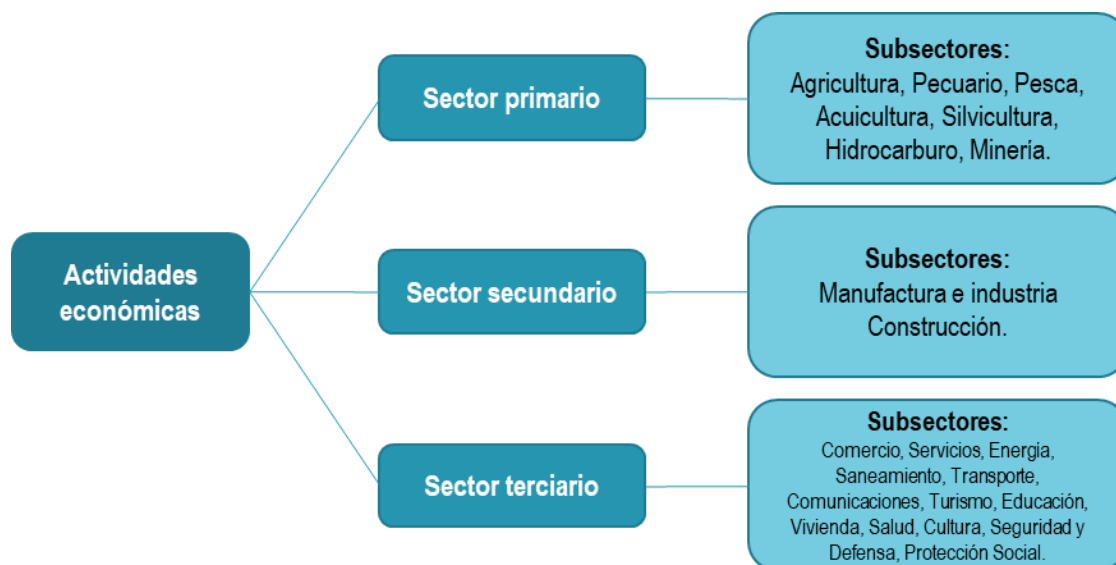 Actividades
económicas
Sector primario
Subsectores:
Agricultura, Pecuario, Pesca,
Acuicultura, Silvicultura,
Hidrocarburo, Minería.
Sector secundario
Subsectores:
Manufactura e industria
Construcción.
Sector terciario
Subsectores:
Comercio, Servicios, Energia,
Saneamiento, Transporte,
Comunicaciones, Turismo, Educación,
Vivienda, Salud, Cultura, Seguridad y
Defensa, Protección Social.